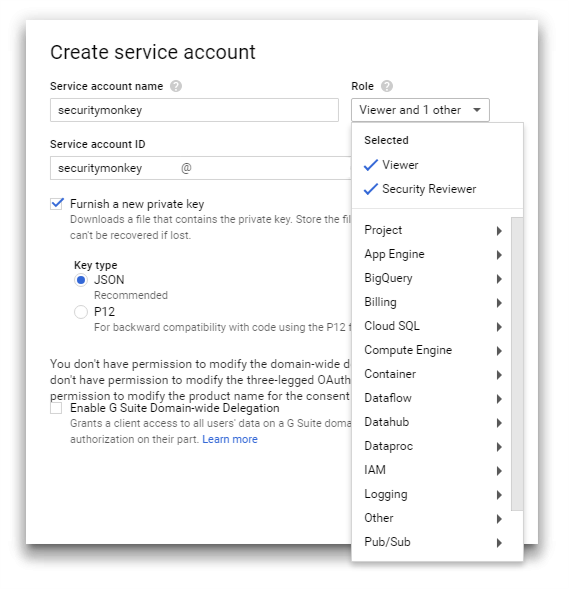 Create service account
Service account name ?
Role ?
securitymonkey
Viewer and 1 other
Service account ID
securitymonkey @
Selected
Viewer
Security Reviewer
Furnish a new private key
Downloads a file that contains the private key. Store the fil
can't be recovered if lost.
Key type
JSON
Recommended
P12
For backward compatibility with code using the P12 f
You don't have permission to modify the domain-wide d
don't have permission to modify the three-legged OAuth
permission to modify the product name for the consent
Enable G Suite Domain-wide Delegation
Grants a client access to all users' data on a G Suite doma
authorization on their part. Learn more
Project
App Engine
BigQuery
Billing
Cloud SQL
Compute Engine
Container
Dataflow
Datahub
Dataproc
IAM
Logging
Other
Pub/Sub